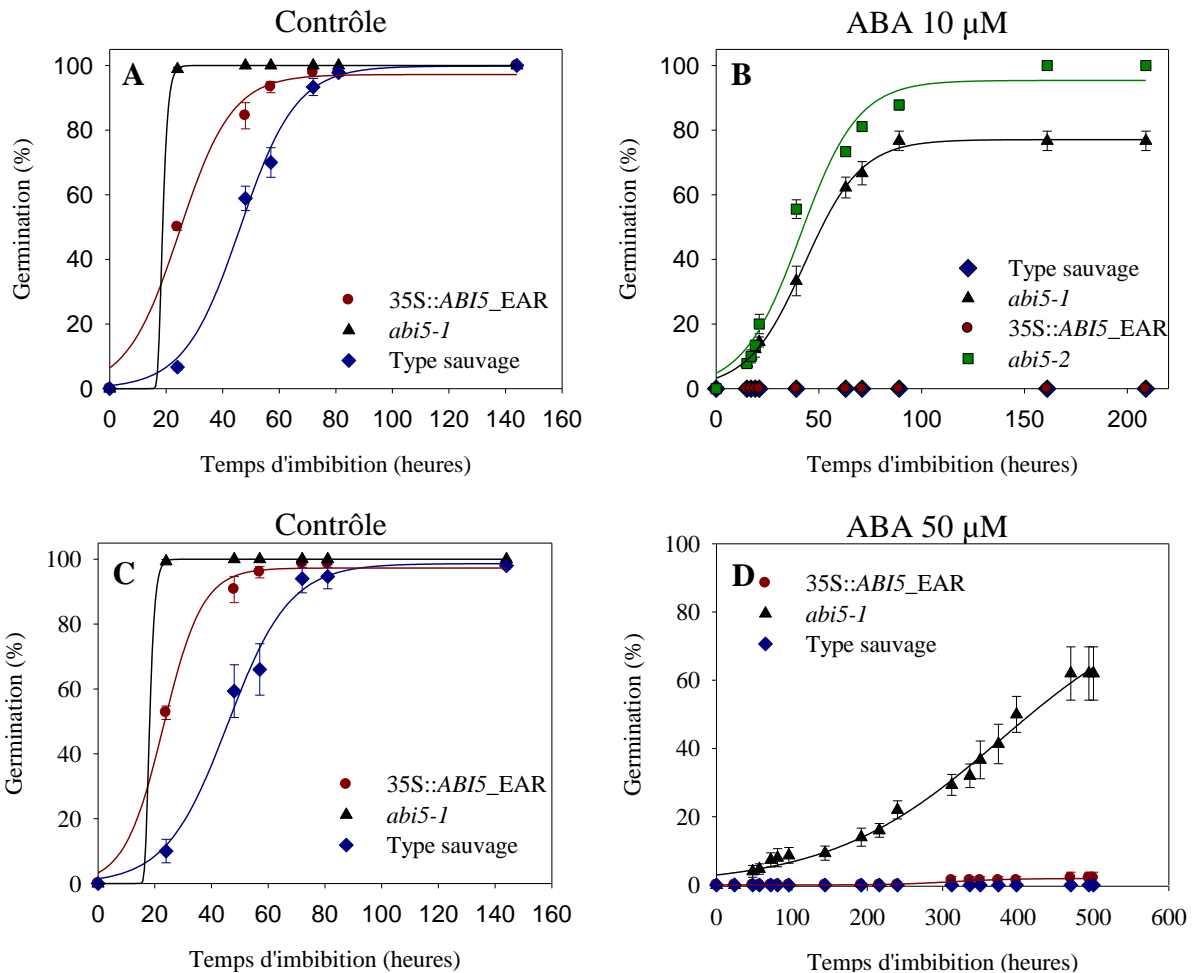 Contrôle
A
100
80
60
40
20
0
Germination (%)
35S::ABI5_EAR
abi5-1
Type sauvage
0 20 40 60 80 100 120 140 160
Temps d'imbibition (heures)
ABA 10 µM
B
100
80
60
40
20
0
Germination (%)
Type sauvage
abi5-1
35S::ABI5_EAR
abi5-2
0 50 100 150 200
Temps d'imbibition (heures)
Contrôle
C
100
80
60
40
20
0
Germination (%)
35S::ABI5_EAR
abi5-1
Type sauvage
0 20 40 60 80 100 120 140 160
Temps d'imbibition (heures)
ABA 50 µM
D
100
80
60
40
20
0
Germination (%)
35S::ABI5_EAR
abi5-1
Type sauvage
0 100 200 300 400 500 600
Temps d'imbibition (heures)